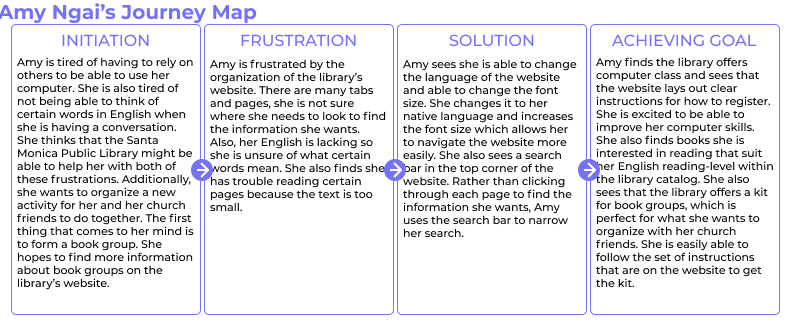 Amy Ngai's Journey Map
INITIATION
Amy is tired of having to rely on
others to be able to use her
computer. She is also tired of
not being able to think of
certain words in English when
she is having a conversation.
She thinks that the Santa
Monica Public Library might be
able to help her with both of
these frustrations. Additionally,
she wants to organize a new
activity for her and her church
friends to do together. The first
thing that comes to her mind is
to form a book group. She
hopes to find more information
about book groups on the
library's website.
FRUSTRATION
Amy is frustrated by the
organization of the library's
website. There are many tabs
and pages, she is not sure
where she needs to look to find
the information she wants.
Also, her English is lacking so
she is unsure of what certain
words mean. She also finds she
has trouble reading certain
pages because the text is too
small.
SOLUTION
Amy sees she is able to change
the language of the website
and able to change the font
size. She changes it to her
native language and increases
the font size which allows her
to navigate the website more
easily. She also sees a search
bar in the top corner of the
website. Rather than clicking
through each page to find the
information she wants, Amy
uses the search bar to narrow
her search.
ACHIEVING GOAL
Amy finds the library offers
computer class and sees that
the website lays out clear
instructions for how to register.
She is excited to be able to
improve her computer skills.
She also finds books she is
interested in reading that suit
her English reading-level within
the library catalog. She also
sees that the library offers a kit
for book groups, which is
perfect for what she wants to
organize with her church
friends. She is easily able to
follow the set of instructions
that are on the website to get
the kit.